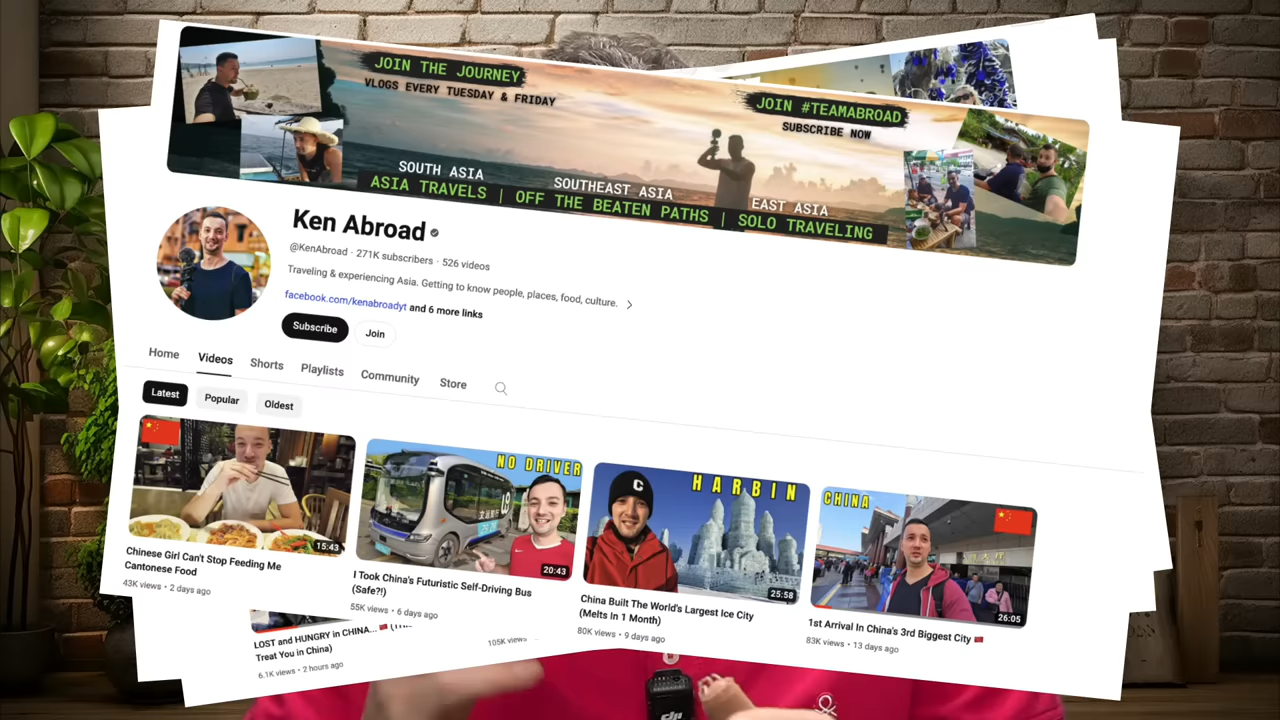 JOIN THE JOURNEY
VLOGS EVERY TUESDAY & FRIDAY
JOIN #TEAMABROAD
SUBSCRIBE NOW
SOUTH ASIA
SOUTHEAST ASIA
EAST ASIA
ASIA TRAVELS | OFF THE BEATEN PATHS | SOLO TRAVELING
Ken Abroad
@KenAbroad · 271K subscribers · 526 videos
Traveling & experiencing Asia. Getting to know people, places, food, culture.
facebook.com/kenabroadyt and 6 more links
Subscribe
Join
Home
Videos
Shorts
Playlists
Community
Store
Latest
Popular
Oldest
15:43
Chinese Girl Can't Stop Feeding Me
Cantonese Food
43K views • 2 days ago
NO DRIVER
20:43
I Took China's Futuristic Self-Driving Bus
(Safe?!)
55K views • 6 days ago
C
HARBIN
25:58
China Built The World's Largest Ice City
(Melts In 1 Month)
80K views • 9 days ago
CHINA
26:05
1st Arrival In China's 3rd Biggest City 🇨🇳
83K views • 13 days ago
LOST and HUNGRY in CHINA... 🇨🇳
Treat You in China)
6.1K views • 2 hours ago
105K views
dji